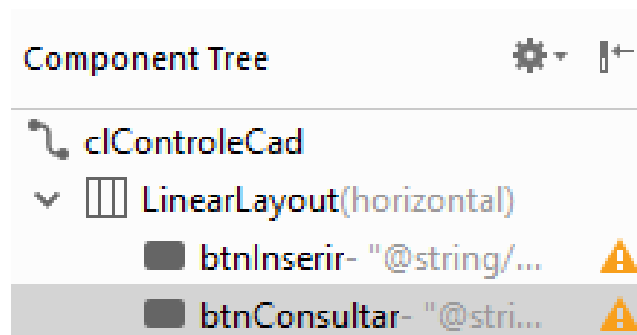 Component Tree
clControleCad
LinearLayout(horizontal)
btnInserir- "@string/...
btnConsultar- "@stri...